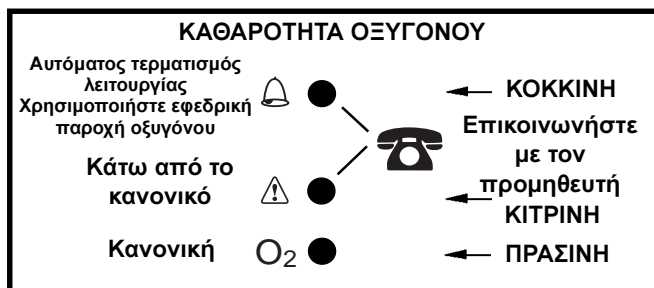 ΚΑΘΑΡΟΤΗΤΑ ΟΞΥΓΟΝΟΥ
Αυτόματος τερματισμός
λειτουργίας
Χρησιμοποιήστε εφεδρική
παροχή οξυγόνου
ΚΟΚΚΙΝΗ
Επικοινωνήστε
με τον
προμηθευτή
Κάτω από το
κανονικό
ΚΙΤΡΙΝΗ
Κανονική
O₂
ΠΡΑΣΙΝΗ